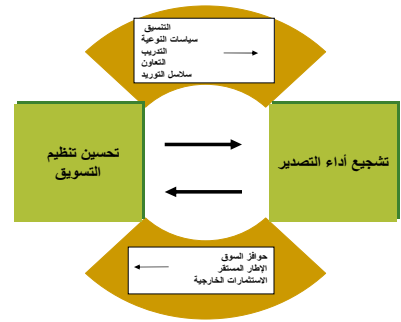 التنسيق
سياسات النوعية
التدريب
التعاون
سلاسل التوريد
تشجيع أداء التصدير
تحسين تنظيم
التسويق
حوافز السوق
الإطار المستقر
الاستثمارات الخارجية